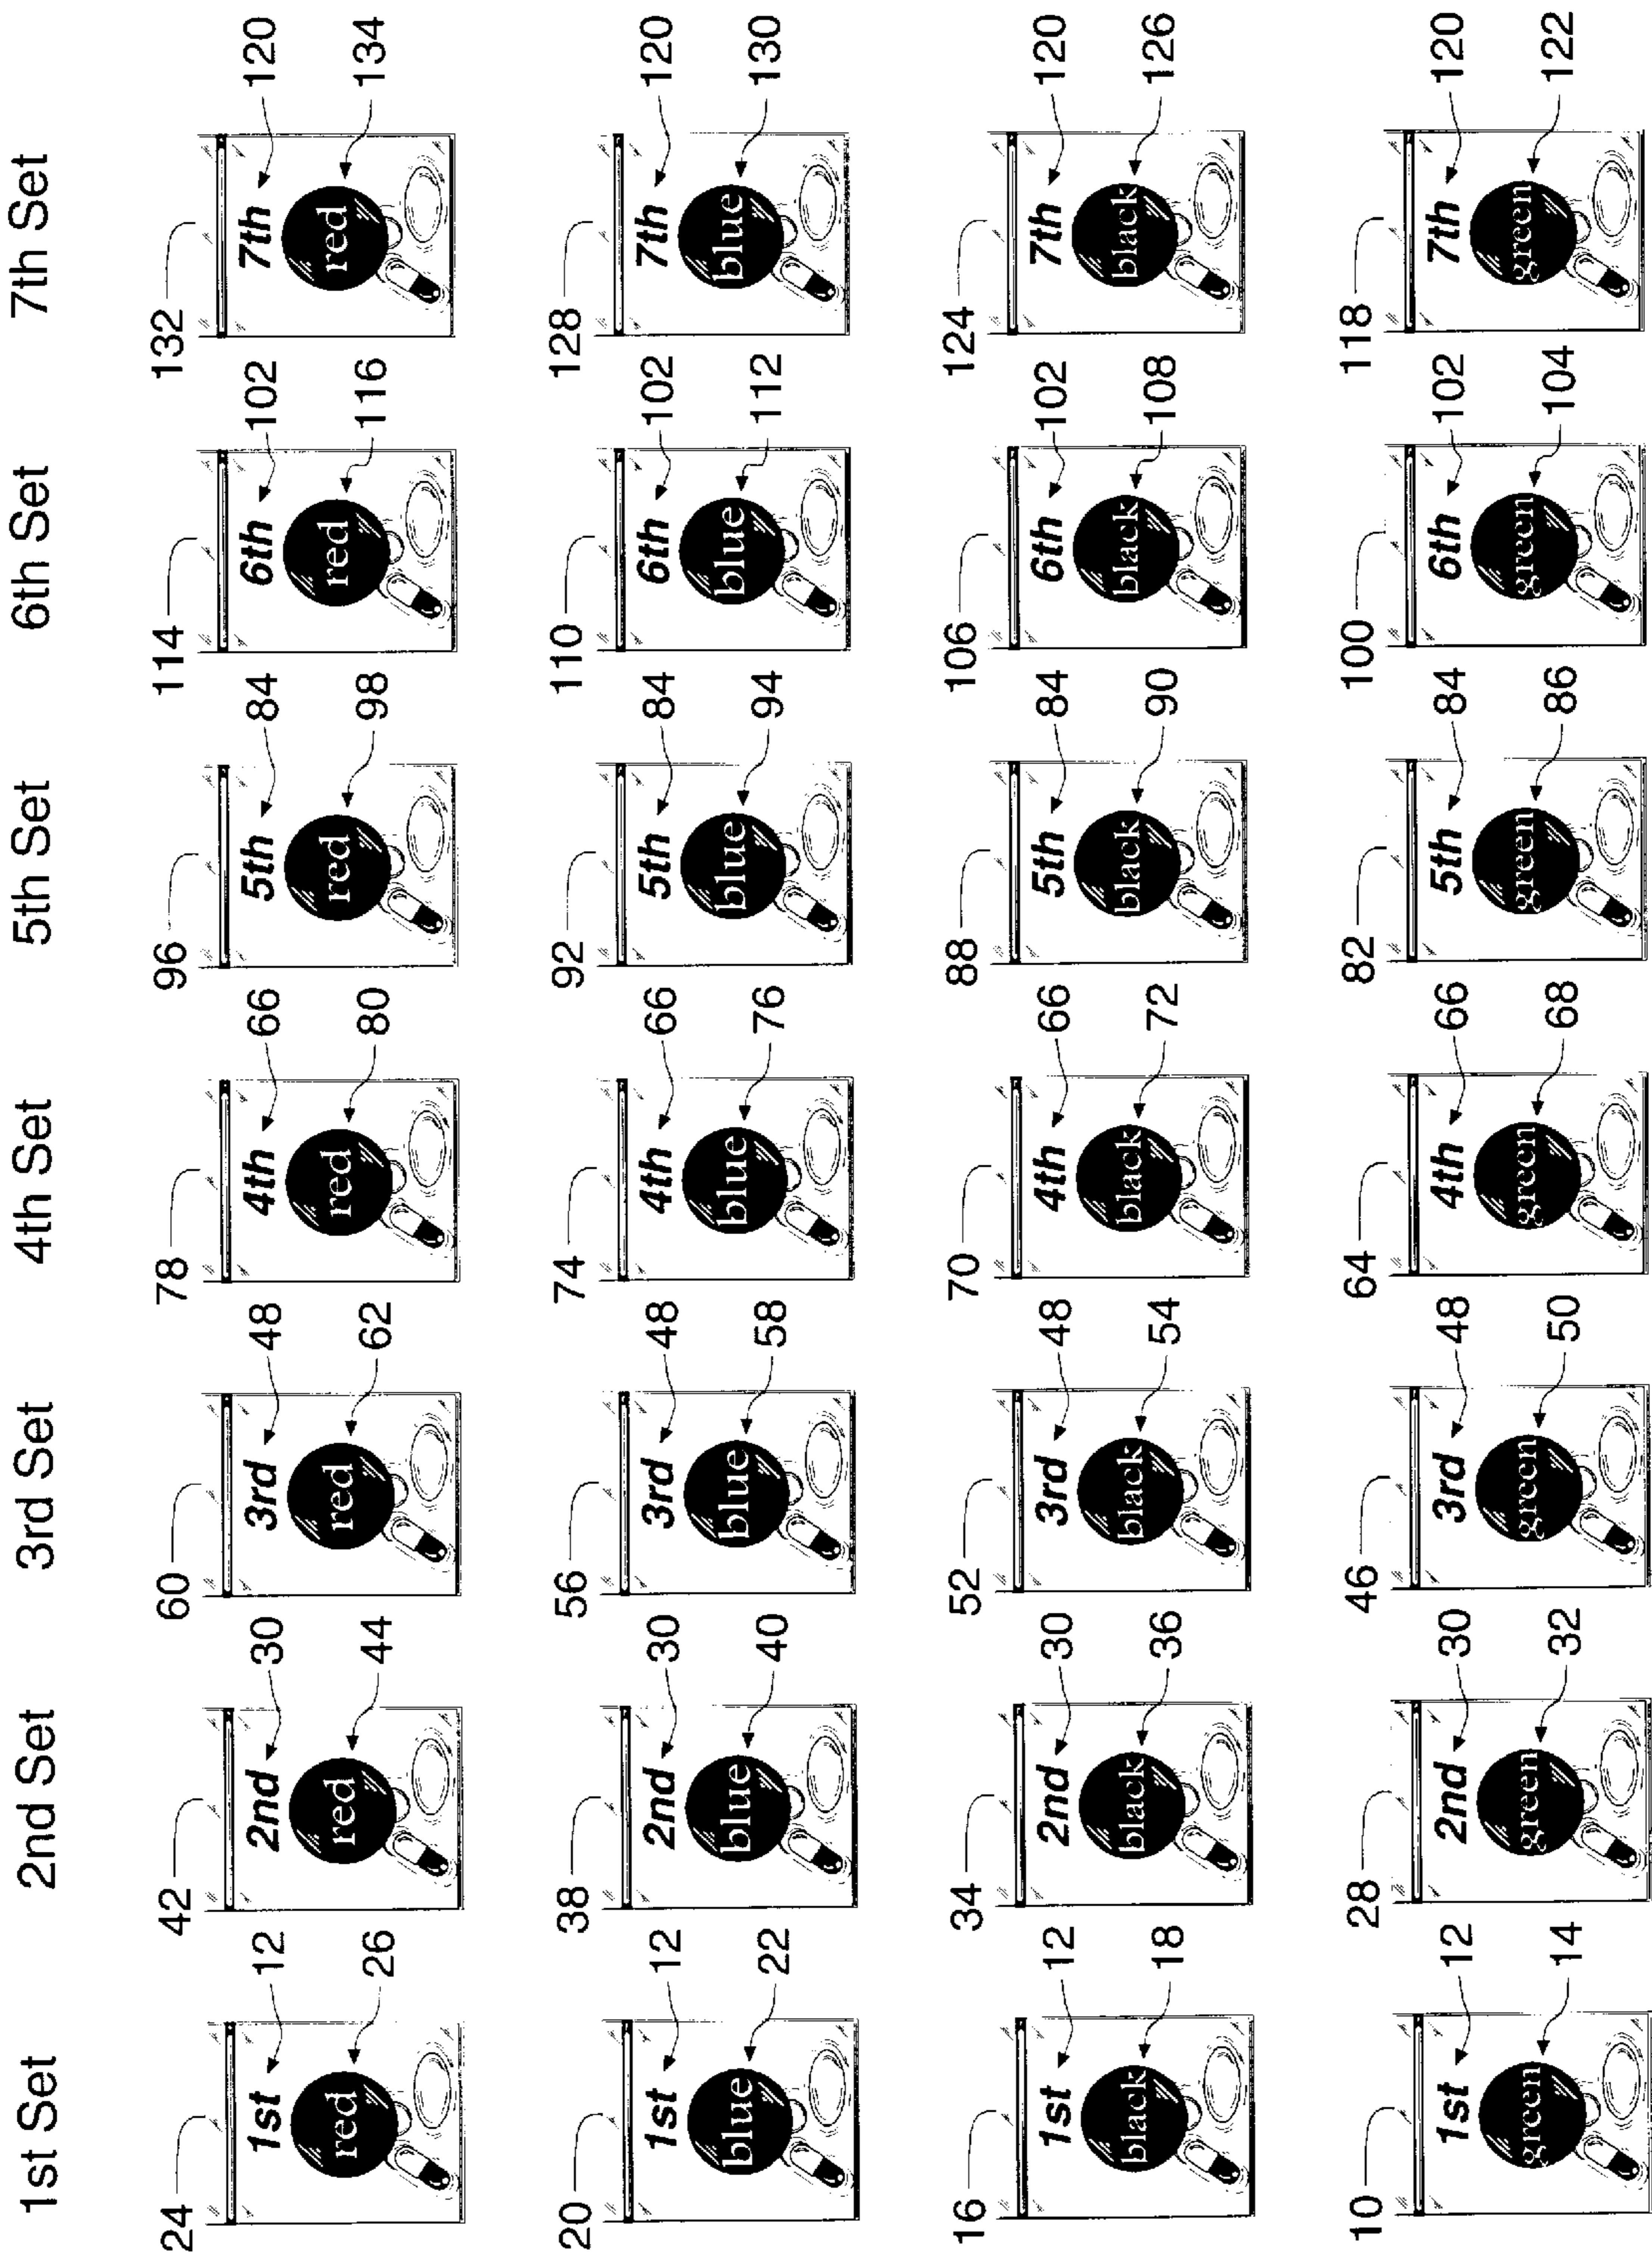 1st Set 2nd Set 3rd Set 4th Set 5th Set 6th Set 7th Set
24 42 60 78 96 114 132
1st 12 2nd 30 3rd 48 4th 66 5th 84 6th 102 7th 120
red 26 red 44 red 62 red 80 red 98 red 116 red 134
20 38 56 74 92 110 128
1st 12 2nd 30 3rd 48 4th 66 5th 84 6th 102 7th 120
blue 22 blue 40 blue 58 blue 76 blue 94 blue 112 blue 130
16 34 52 70 88 106 124
1st 12 2nd 30 3rd 48 4th 66 5th 84 6th 102 7th 120
black 18 black 36 black 54 black 72 black 90 black 108 black 126
10 28 46 64 82 100 118
1st 12 2nd 30 3rd 48 4th 66 5th 84 6th 102 7th 120
green 14 green 32 green 50 green 68 green 86 green 104 green 122